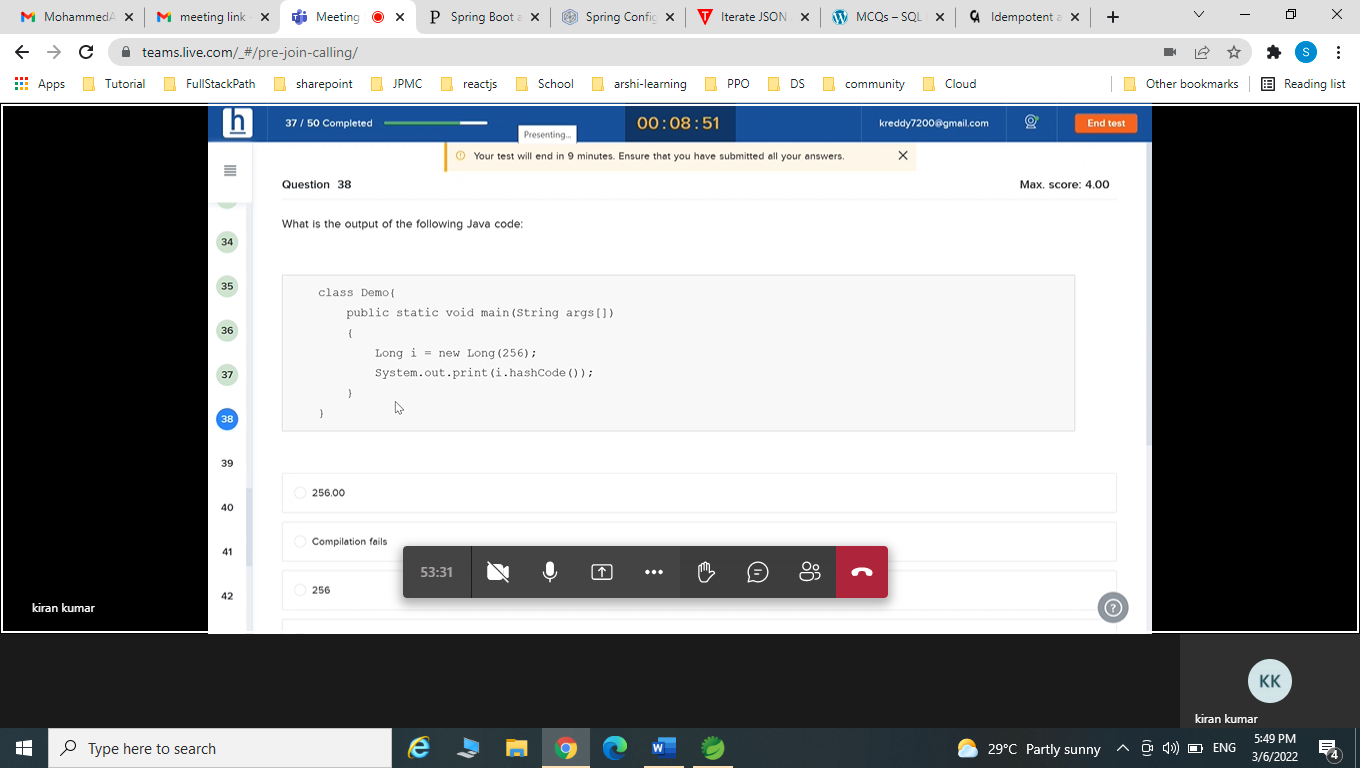 MohammedA
meeting link -
Meeting
Spring Boot a
Spring Config
Iterate JSON
MCQs – SQL
Idempotent a
teams.live.com/_#/pre-join-calling/
S
Apps
Tutorial
FullStackPath
sharepoint
JPMC
reactjs
School
arshi-learning
PPO
DS
community
Cloud
Other bookmarks
Reading list
h
37 / 50 Completed
Presenting...
00:08:51
kreddy7200@gmail.com
End test
Your test will end in 9 minutes. Ensure that you have submitted all your answers.
Question 38
Max. score: 4.00
What is the output of the following Java code:
class Demo{
public static void main(String args[])
{
Long i = new Long(256);
System.out.print(i.hashCode());
}
}
34
35
36
37
38
39
40
41
42
256.00
Compilation fails
256
53:31
kiran kumar
KK
kiran kumar
Type here to search
29°C Partly sunny
ENG
5:49 PM
3/6/2022
4